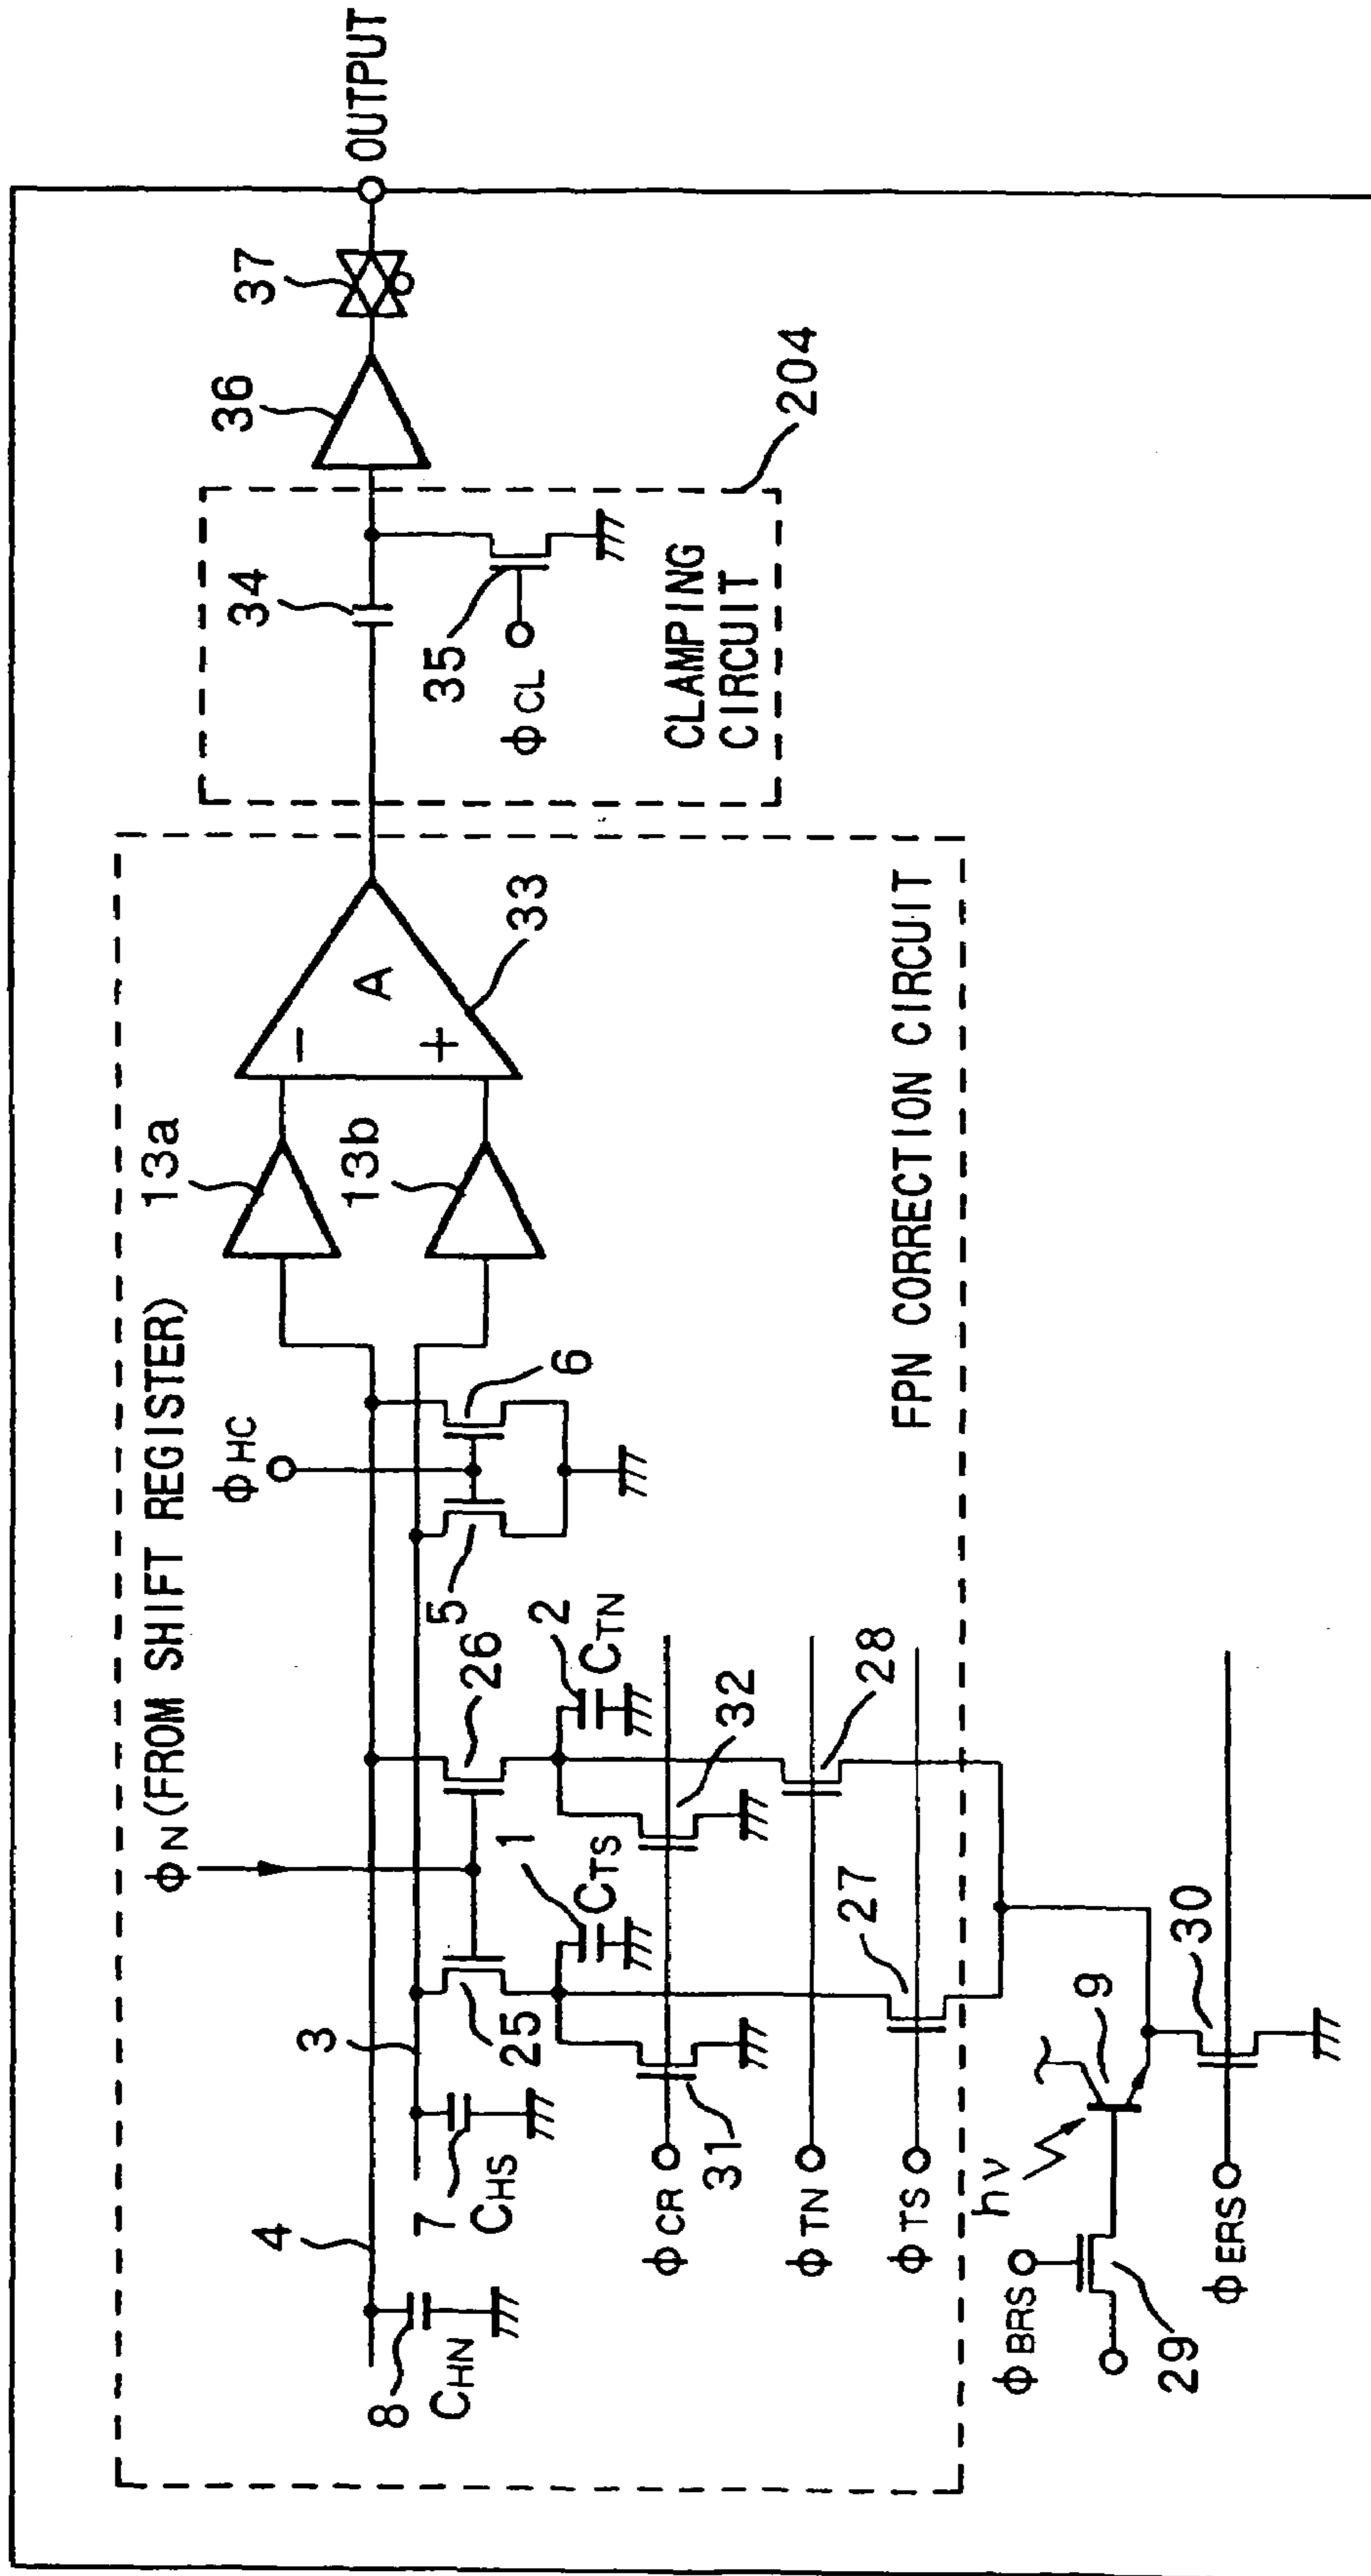 OUTPUT
37
36
204
34
35
φCL
CLAMPING
CIRCUIT
33
A
−
+
13a
13b
FPN CORRECTION CIRCUIT
φN(FROM SHIFT REGISTER)
φHC
6
5
26
2
CTN
25
1
CTS
32
28
27
3
4
7
CHS
8
CHN
φCR
31
φTN
φTS
hν
9
30
φBRS
29
φERS